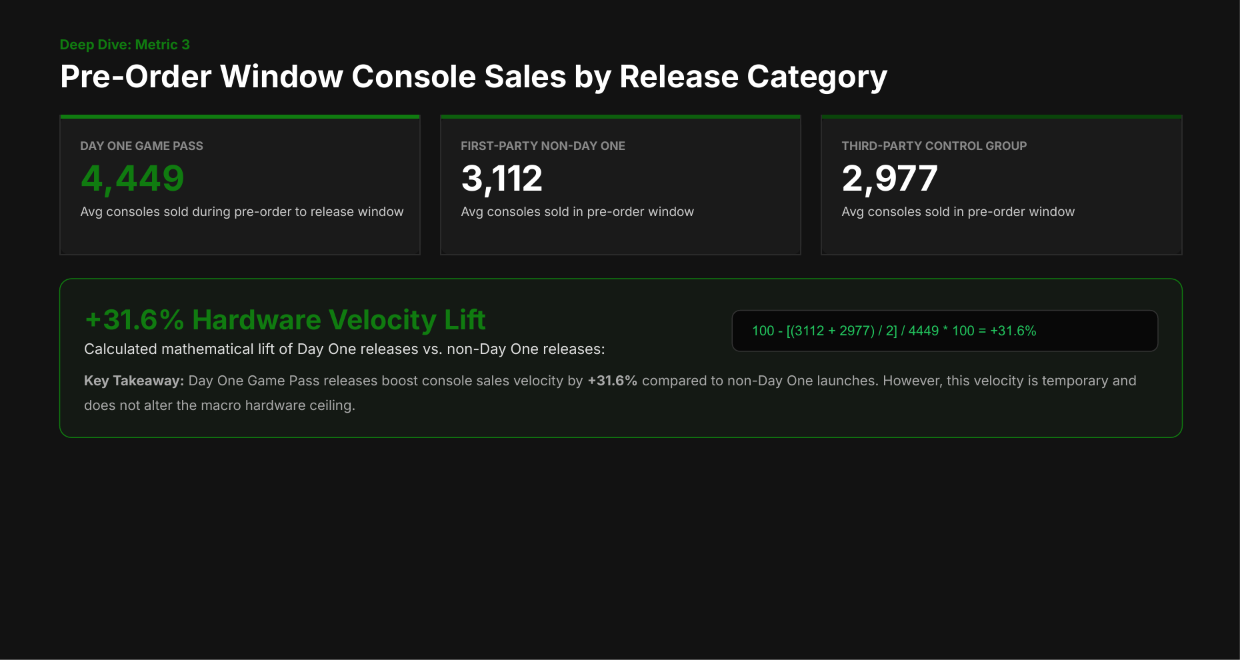 Deep Dive: Metric 3
Pre-Order Window Console Sales by Release Category
DAY ONE GAME PASS
4,449
Avg consoles sold during pre-order to release window
FIRST-PARTY NON-DAY ONE
3,112
Avg consoles sold in pre-order window
THIRD-PARTY CONTROL GROUP
2,977
Avg consoles sold in pre-order window
+31.6% Hardware Velocity Lift
Calculated mathematical lift of Day One releases vs. non-Day One releases:
100 - [(3112 + 2977) / 2] / 4449 * 100 = +31.6%
Key Takeaway: Day One Game Pass releases boost console sales velocity by +31.6% compared to non-Day One launches. However, this velocity is temporary and
does not alter the macro hardware ceiling.